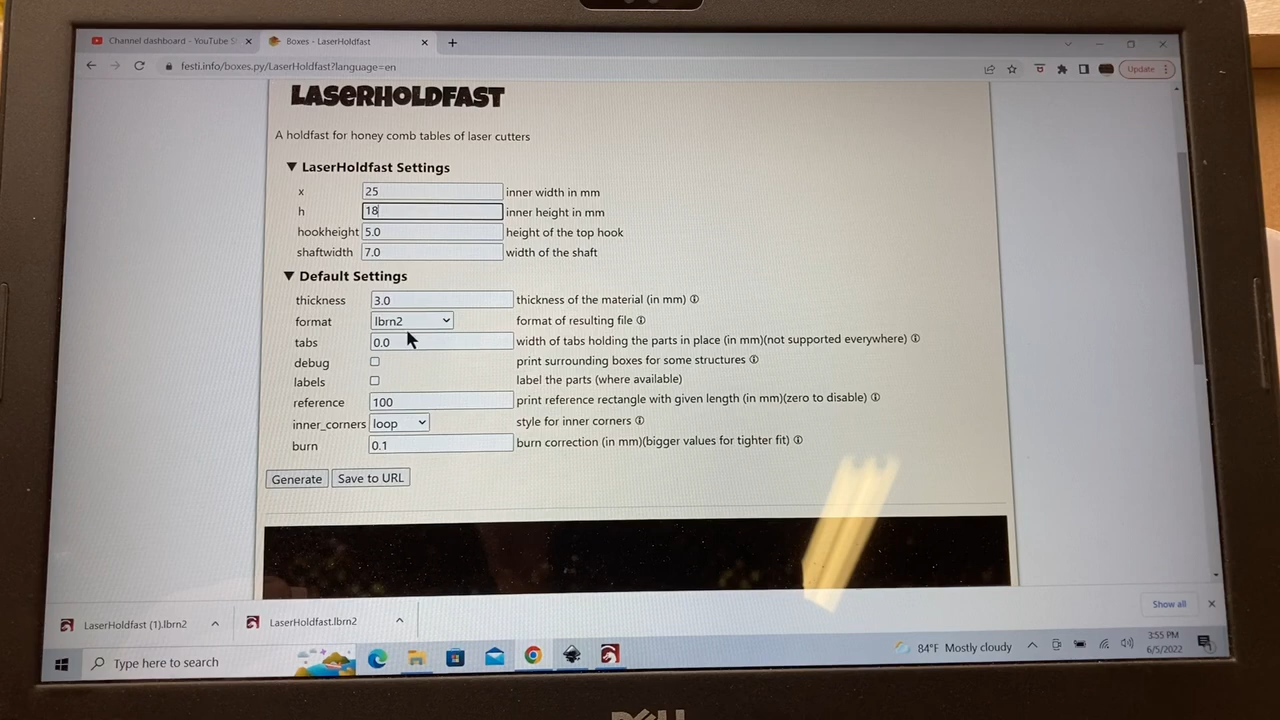 Channel dashboard - YouTube S
Boxes - LaserHoldfast
festi.info/boxes.py/LaserHoldfast?language=en
Update
LASERHOLDFAST
A holdfast for honey comb tables of laser cutters
▼ LaserHoldfast Settings
x 25 inner width in mm
h 18 inner height in mm
hookheight 5.0 height of the top hook
shaftwidth 7.0 width of the shaft
▼ Default Settings
thickness 3.0 thickness of the material (in mm) ⓘ
format lbrn2 format of resulting file ⓘ
tabs 0.0 width of tabs holding the parts in place (in mm)(not supported everywhere) ⓘ
debug print surrounding boxes for some structures ⓘ
labels label the parts (where available)
reference 100 print reference rectangle with given length (in mm)(zero to disable) ⓘ
inner_corners loop style for inner corners ⓘ
burn 0.1 burn correction (in mm)(bigger values for tighter fit) ⓘ
Generate Save to URL
LaserHoldfast (1).lbrn2 LaserHoldfast.lbrn2 Show all
Type here to search 84°F Mostly cloudy 3:55 PM
6/5/2022
DELL